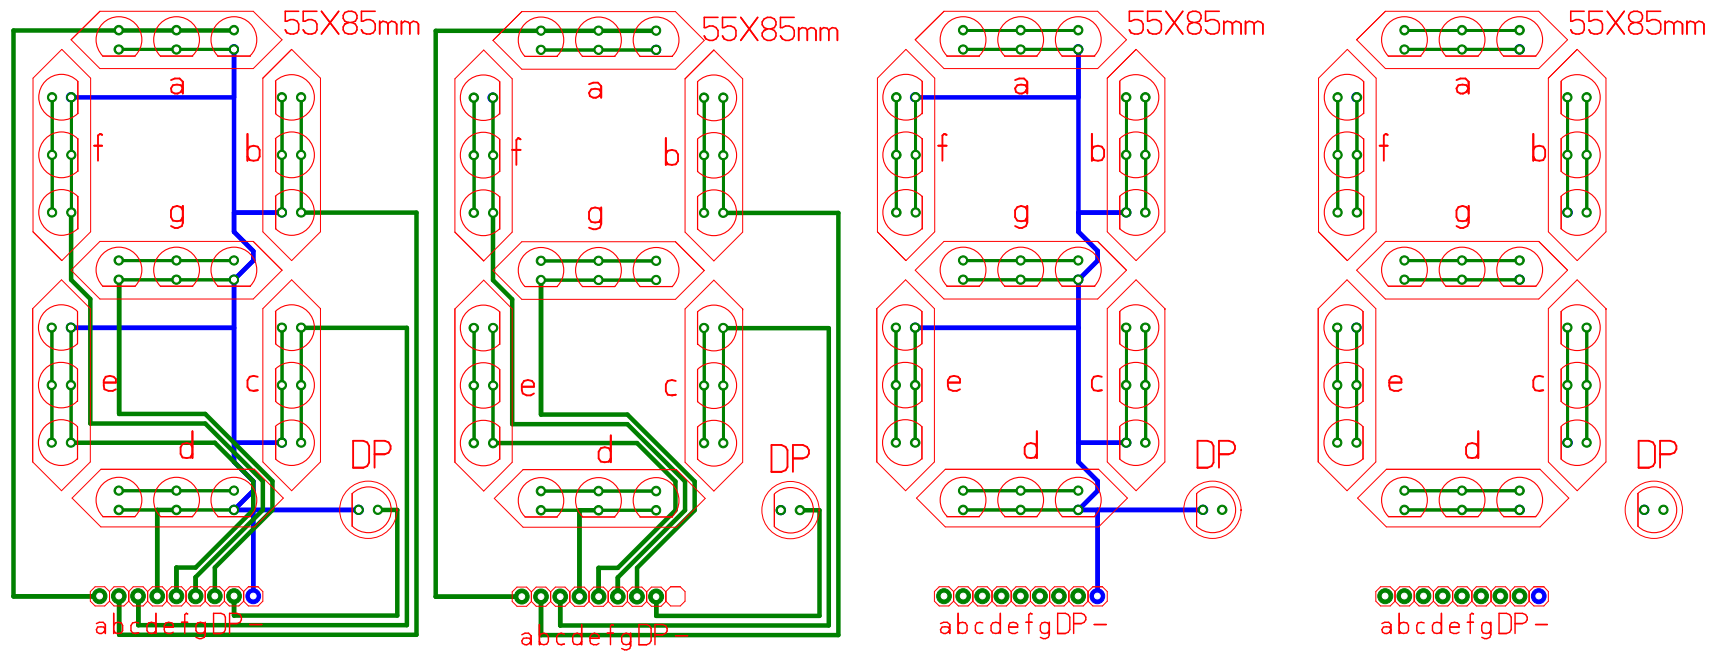 55X85mm
a
f b
g
e c
d
DP
abcdefgDP-
55X85mm
a
f b
g
e c
d
DP
abcdefgDP-
55X85mm
a
f b
g
e c
d
DP
abcdefgDP-
55X85mm
a
f b
g
e c
d
DP
abcdefgDP-